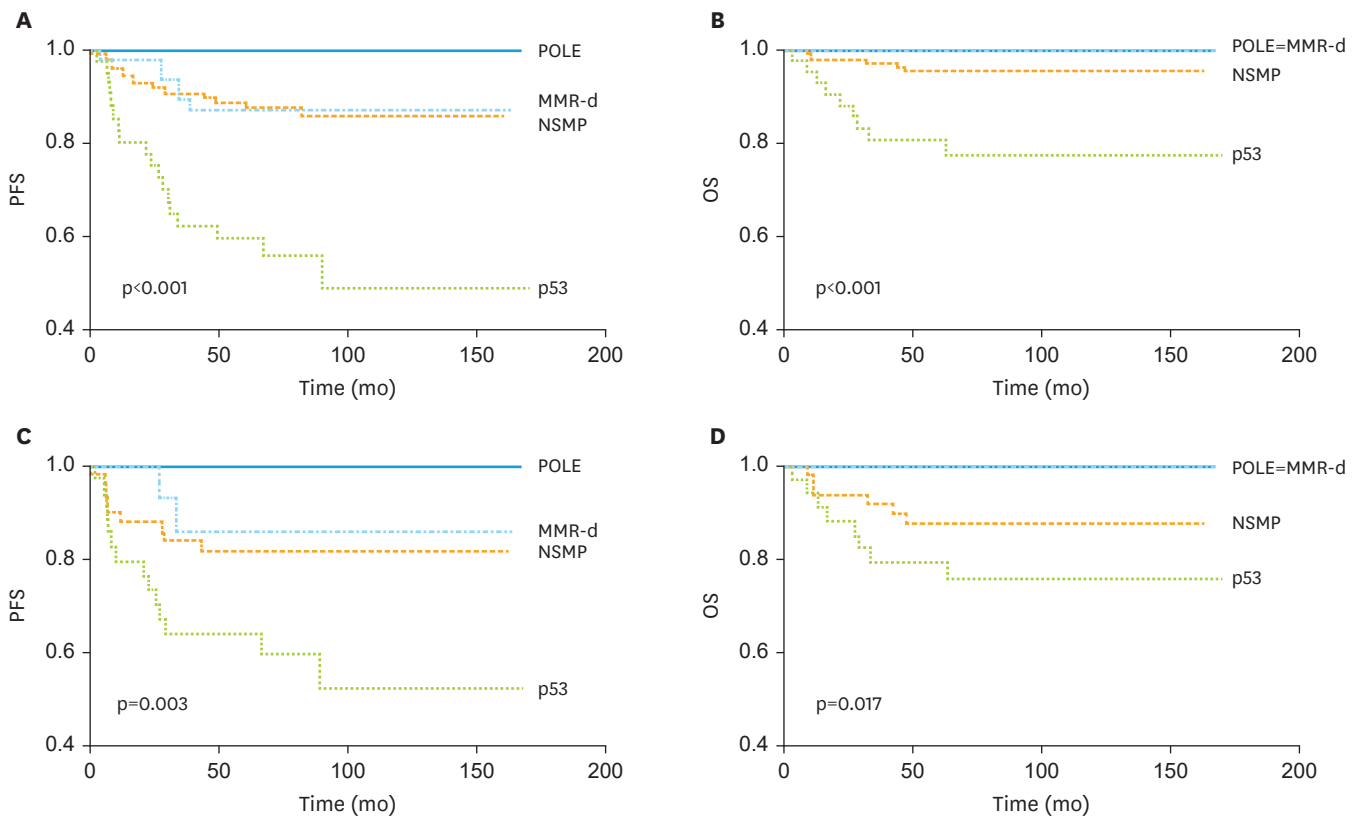 A
1.0
0.8
0.6
0.4
PFS
POLE
MMR-d
NSMP
p53
p<0.001
0 50 100 150 200
Time (mo)
B
1.0
0.8
0.6
0.4
OS
POLE=MMR-d
NSMP
p53
p<0.001
0 50 100 150 200
Time (mo)
C
1.0
0.8
0.6
0.4
PFS
POLE
MMR-d
NSMP
p53
p=0.003
0 50 100 150 200
Time (mo)
D
1.0
0.8
0.6
0.4
OS
POLE=MMR-d
NSMP
p53
p=0.017
0 50 100 150 200
Time (mo)